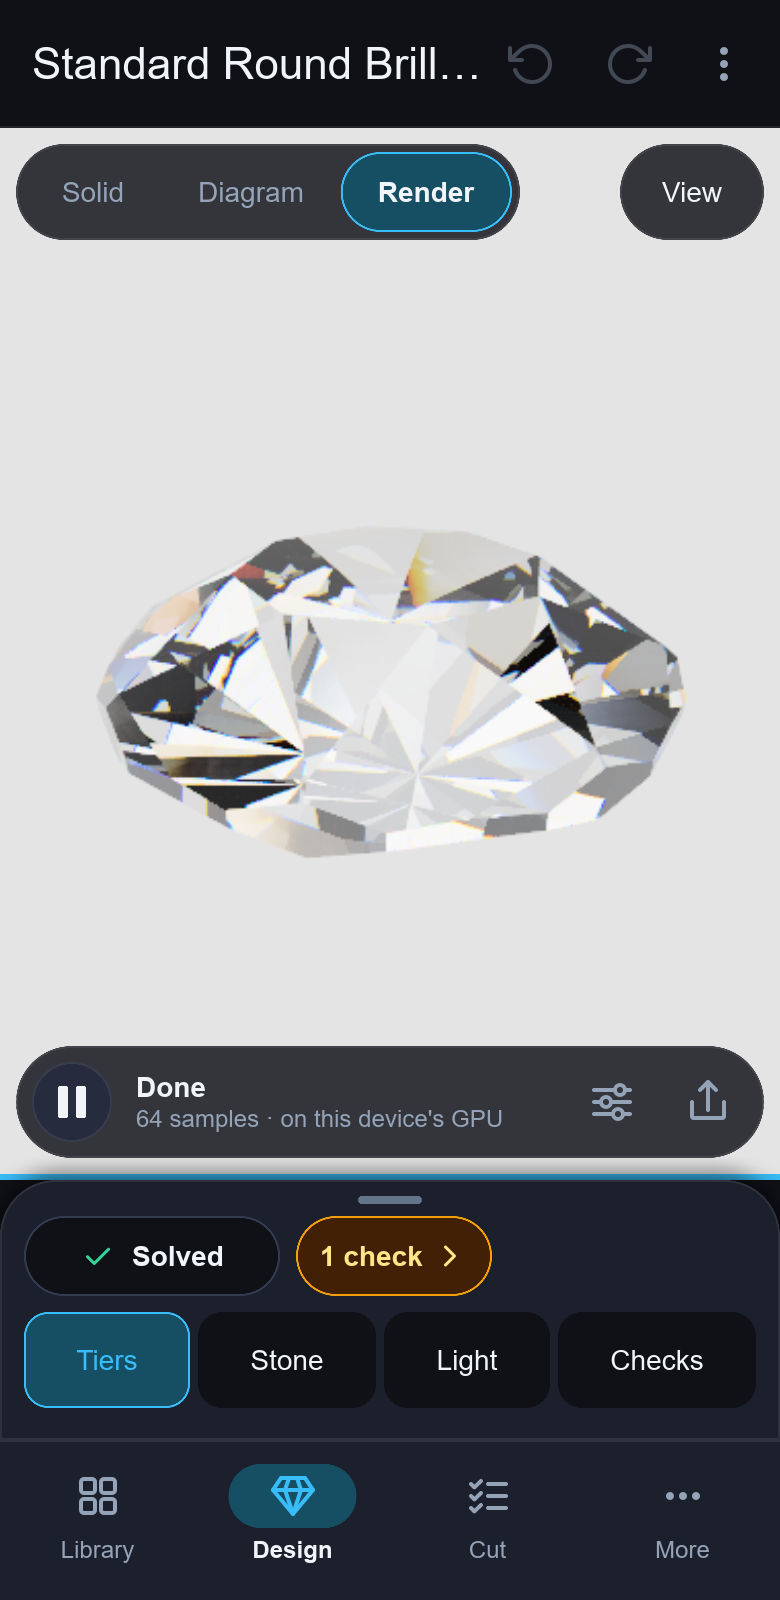 Standard Round Brill...
Solid
Diagram
Render
View
Done
64 samples · on this device's GPU
Solved
1 check
Tiers
Stone
Light
Checks
Library
Design
Cut
More